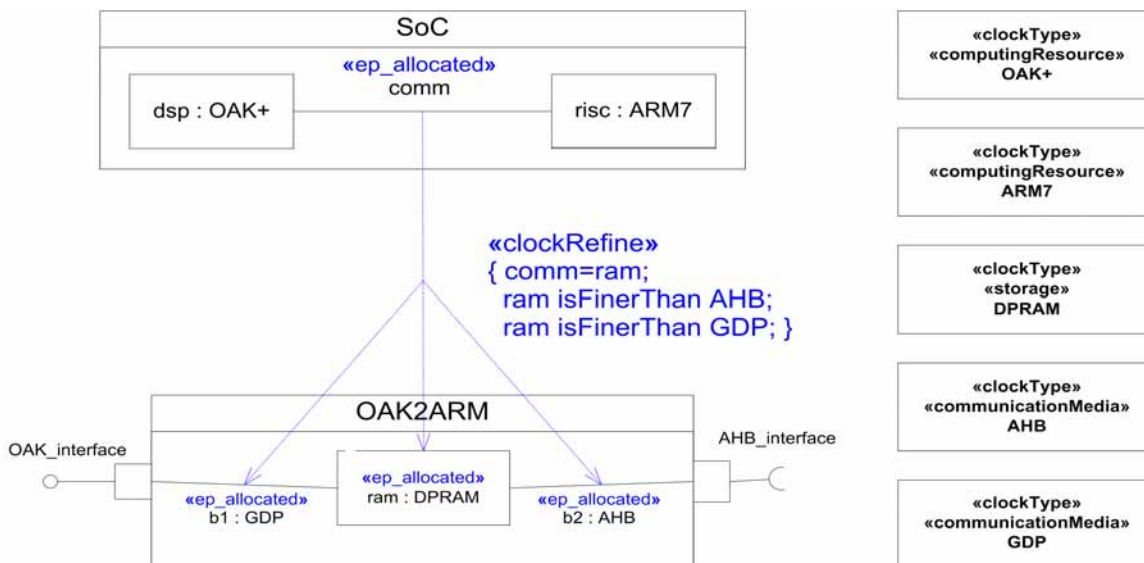 SoC
«ep_allocated»
comm
dsp : OAK+
risc : ARM7
«clockRefine»
{ comm=ram;
ram isFinerThan AHB;
ram isFinerThan GDP; }
OAK2ARM
OAK_interface
AHB_interface
«ep_allocated»
b1 : GDP
«ep_allocated»
ram : DPRAM
«ep_allocated»
b2 : AHB
«clockType»
«computingResource»
OAK+
«clockType»
«computingResource»
ARM7
«clockType»
«storage»
DPRAM
«clockType»
«communicationMedia»
AHB
«clockType»
«communicationMedia»
GDP